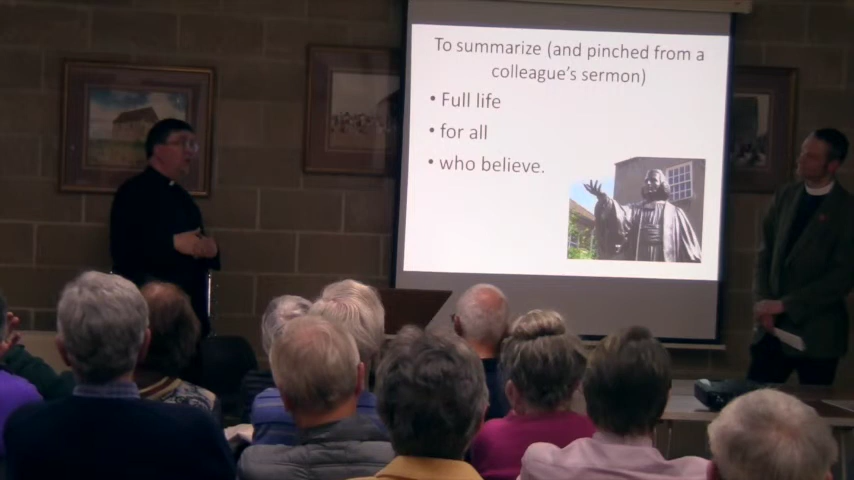 To summarize (and pinched from a
colleague's sermon)
• Full life
• for all
• who believe.